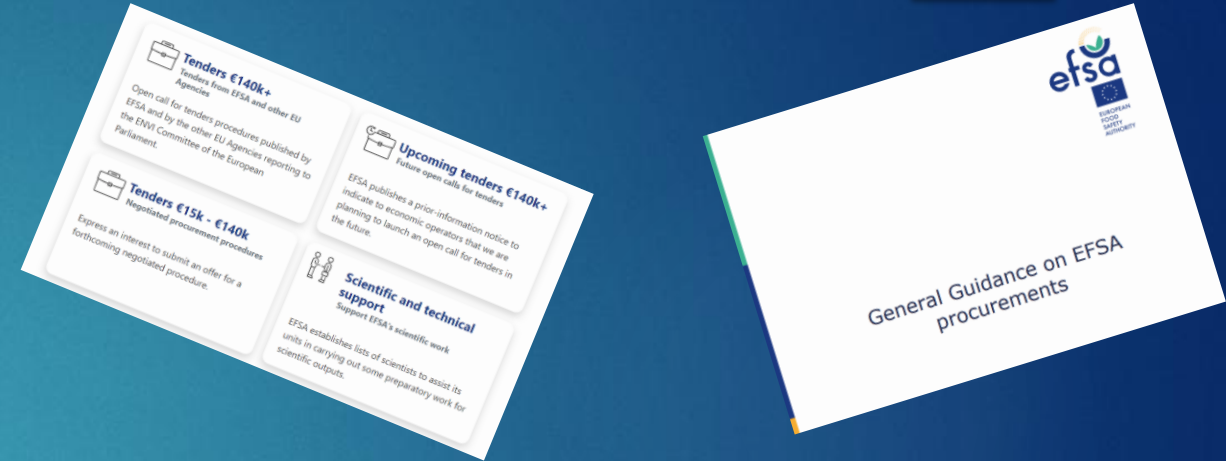 Tenders €140k+
Tenders from EFSA and other EU
Agencies
Open call for tenders procedures published by
EFSA and by the other EU Agencies reporting to
the ENVI Committee of the European
Parliament.
Upcoming tenders €140k+
Future open calls for tenders
EFSA publishes a prior-information notice to
indicate to economic operators that we are
planning to launch an open call for tenders in
the future.
Tenders €15k - €140k
Negotiated procurement procedures
Express an interest to submit an offer for a
forthcoming negotiated procedure.
Scientific and technical
support
Support EFSA's scientific work
EFSA establishes lists of scientists to assist its
units in carrying out some preparatory work for
scientific outputs.
efsa
EUROPEAN
FOOD
SAFETY
AUTHORITY
General Guidance on EFSA
procurements